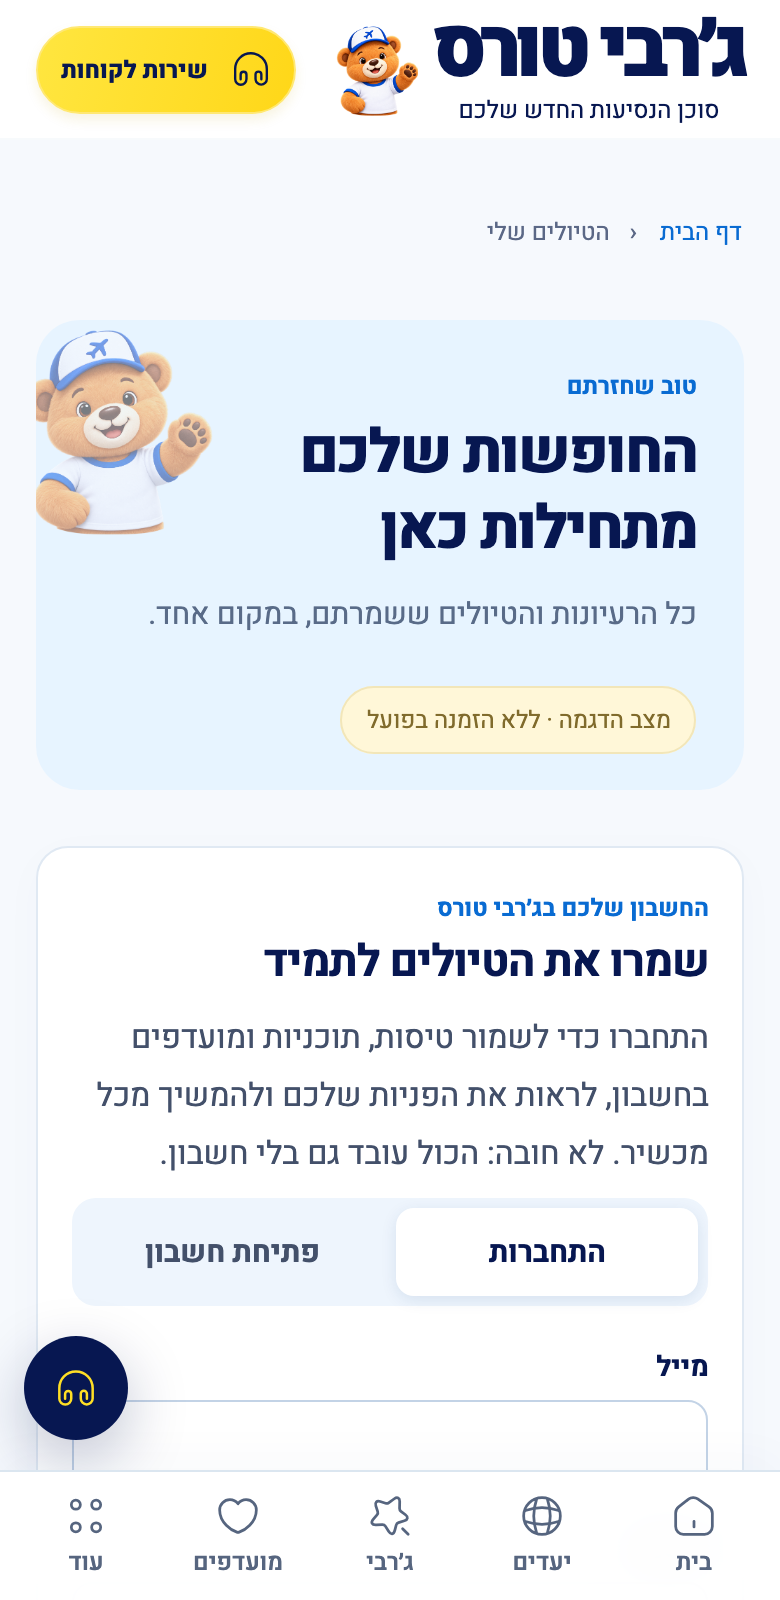 ג׳רבי טורס
סוכן הנסיעות החדש שלכם
שירות לקוחות
דף הבית › הטיולים שלי
טוב שחזרתם
החופשות שלכם
מתחילות כאן
כל הרעיונות והטיולים ששמרתם, במקום אחד.
מצב הדגמה · ללא הזמנה בפועל
החשבון שלכם בג׳רבי טורס
שמרו את הטיולים לתמיד
התחברו כדי לשמור טיסות, תוכניות ומועדפים
בחשבון, לראות את הפניות שלכם ולהמשיך מכל
מכשיר. לא חובה: הכול עובד גם בלי חשבון.
התחברות
פתיחת חשבון
מייל
בית
יעדים
ג׳רבי
מועדפים
עוד